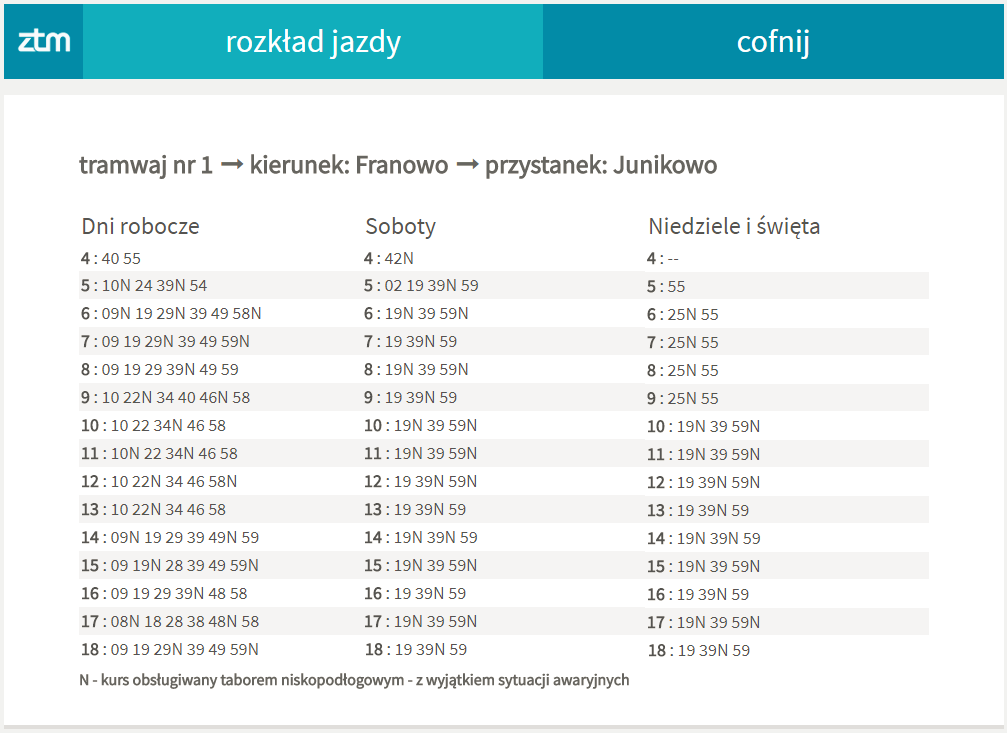 ztm rozkład jazdy cofnij
tramwaj nr 1 → kierunek: Franowo → przystanek: Junikowo
Dni robocze Soboty Niedziele i święta
4 : 40 55 4 : 42N 4 : --
5 : 10N 24 39N 54 5 : 02 19 39N 59 5 : 55
6 : 09N 19 29N 39 49 58N 6 : 19N 39 59N 6 : 25N 55
7 : 09 19 29N 39 49 59N 7 : 19 39N 59 7 : 25N 55
8 : 09 19 29 39N 49 59 8 : 19N 39 59N 8 : 25N 55
9 : 10 22N 34 40 46N 58 9 : 19 39N 59 9 : 25N 55
10 : 10 22 34N 46 58 10 : 19N 39 59N 10 : 19N 39 59N
11 : 10N 22 34N 46 58 11 : 19N 39 59N 11 : 19N 39 59N
12 : 10 22N 34 46 58N 12 : 19 39N 59N 12 : 19 39N 59N
13 : 10 22N 34 46 58 13 : 19 39N 59 13 : 19 39N 59
14 : 09N 19 29 39 49N 59 14 : 19N 39N 59 14 : 19N 39N 59
15 : 09 19N 28 39 49 59N 15 : 19N 39 59N 15 : 19N 39 59N
16 : 09 19 29 39N 48 58 16 : 19 39N 59 16 : 19 39N 59
17 : 08N 18 28 38 48N 58 17 : 19N 39 59N 17 : 19N 39 59N
18 : 09 19 29N 39 49 59N 18 : 19 39N 59 18 : 19 39N 59
N - kurs obsługiwany taborem niskopodłogowym - z wyjątkiem sytuacji awaryjnych